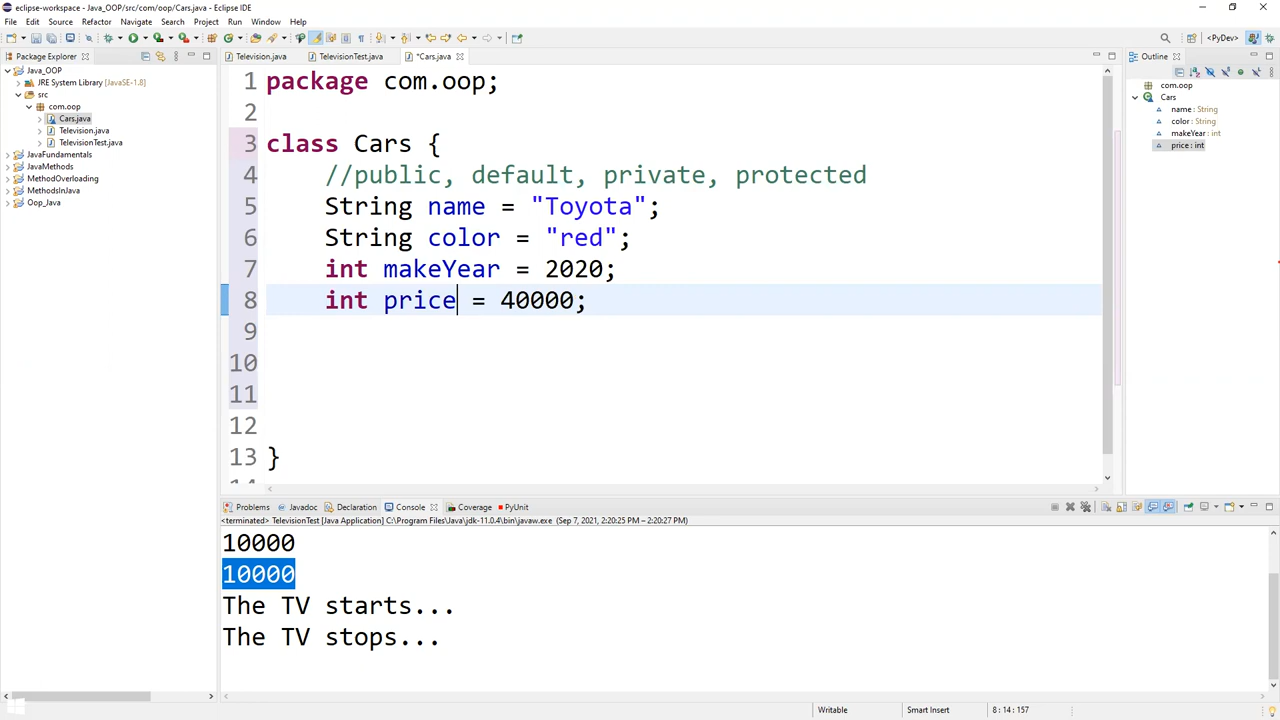 eclipse-workspace - Java_OOP/src/com/oop/Cars.java - Eclipse IDE
File Edit Source Refactor Navigate Search Project Run Window Help
<PyDev>
Package Explorer
Television.java TelevisionTest.java *Cars.java
Outline
Java_OOP
JRE System Library [JavaSE-1.8]
src
com.oop
Cars.java
Television.java
TelevisionTest.java
JavaFundamentals
JavaMethods
MethodOverloading
MethodsInJava
Oop_Java
1 package com.oop;
2
3 class Cars {
4 //public, default, private, protected
5 String name = "Toyota";
6 String color = "red";
7 int makeYear = 2020;
8 int price = 40000;
9
10
11
12
13 }
14
com.oop
Cars
name : String
color : String
makeYear : int
price : int
Problems Javadoc Declaration Console Coverage PyUnit
<terminated> TelevisionTest [Java Application] C:\Program Files\Java\jdk-11.0.4\bin\javaw.exe (Sep 7, 2021, 2:20:25 PM – 2:20:27 PM)
10000
10000
The TV starts...
The TV stops...
Writable Smart Insert 8 : 14 : 157